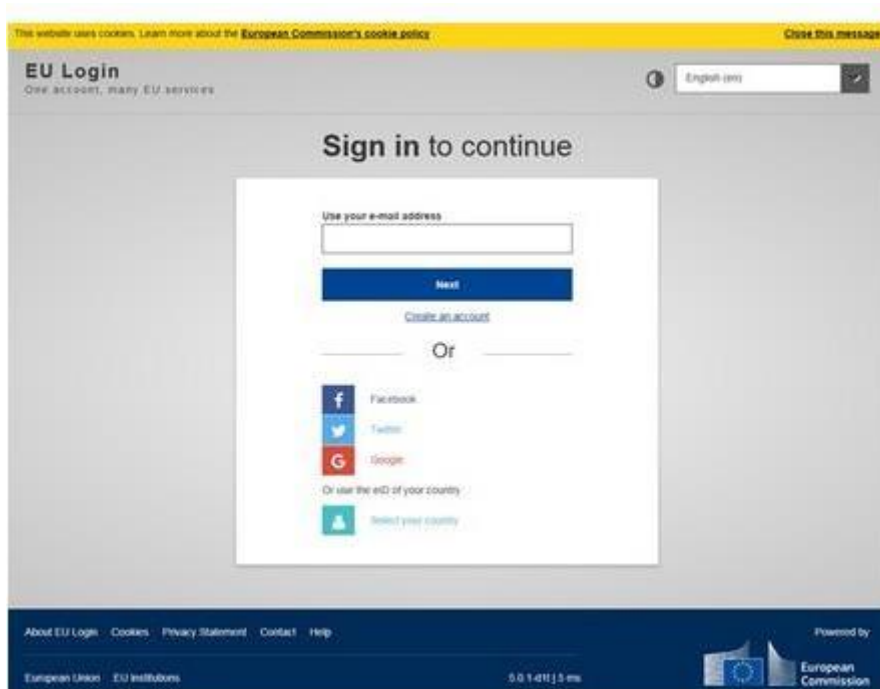 This website uses cookies. Learn more about the European Commission's cookie policy
Close this message
EU Login
One account, many EU services
English (en)
Sign in to continue
Use your e-mail address
Next
Create an account
Or
Facebook
Twitter
Google
Or use the eID of your country
Select your country
About EU Login Cookies Privacy Statement Contact Help
Powered by
European Union EU institutions
European
Commission